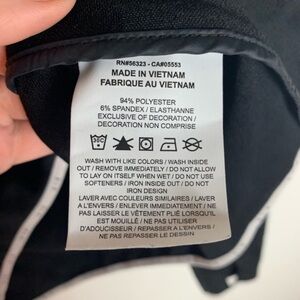 RN#56323 - CA#05553
MADE IN VIETNAM
FABRIQUE AU VIETNAM
94% POLYESTER
6% SPANDEX / ELASTHANNE
EXCLUSIVE OF DECORATION /
DECORATION NON COMPRISE
WASH WITH LIKE COLORS / WASH INSIDE
OUT / REMOVE IMMEDIATELY / DO NOT ALLOW
TO LAY ON ITSELF WHEN WET / DO NOT USE
SOFTENERS / IRON INSIDE OUT / DO NOT
IRON DESIGN
LAVER AVEC COULEURS SIMILAIRES / LAVER
A L'ENVERS / ENLEVER IMMEDIATEMENT / NE
PAS LAISSER LE VÊTEMENT PLIÉ LORSQU'IL
EST MOUILLÉ / NE PAS UTILISER
D'ADOUCISSEUR / REPASSER A L'ENVERS /
NE PAS REPASSER LE DESSIN